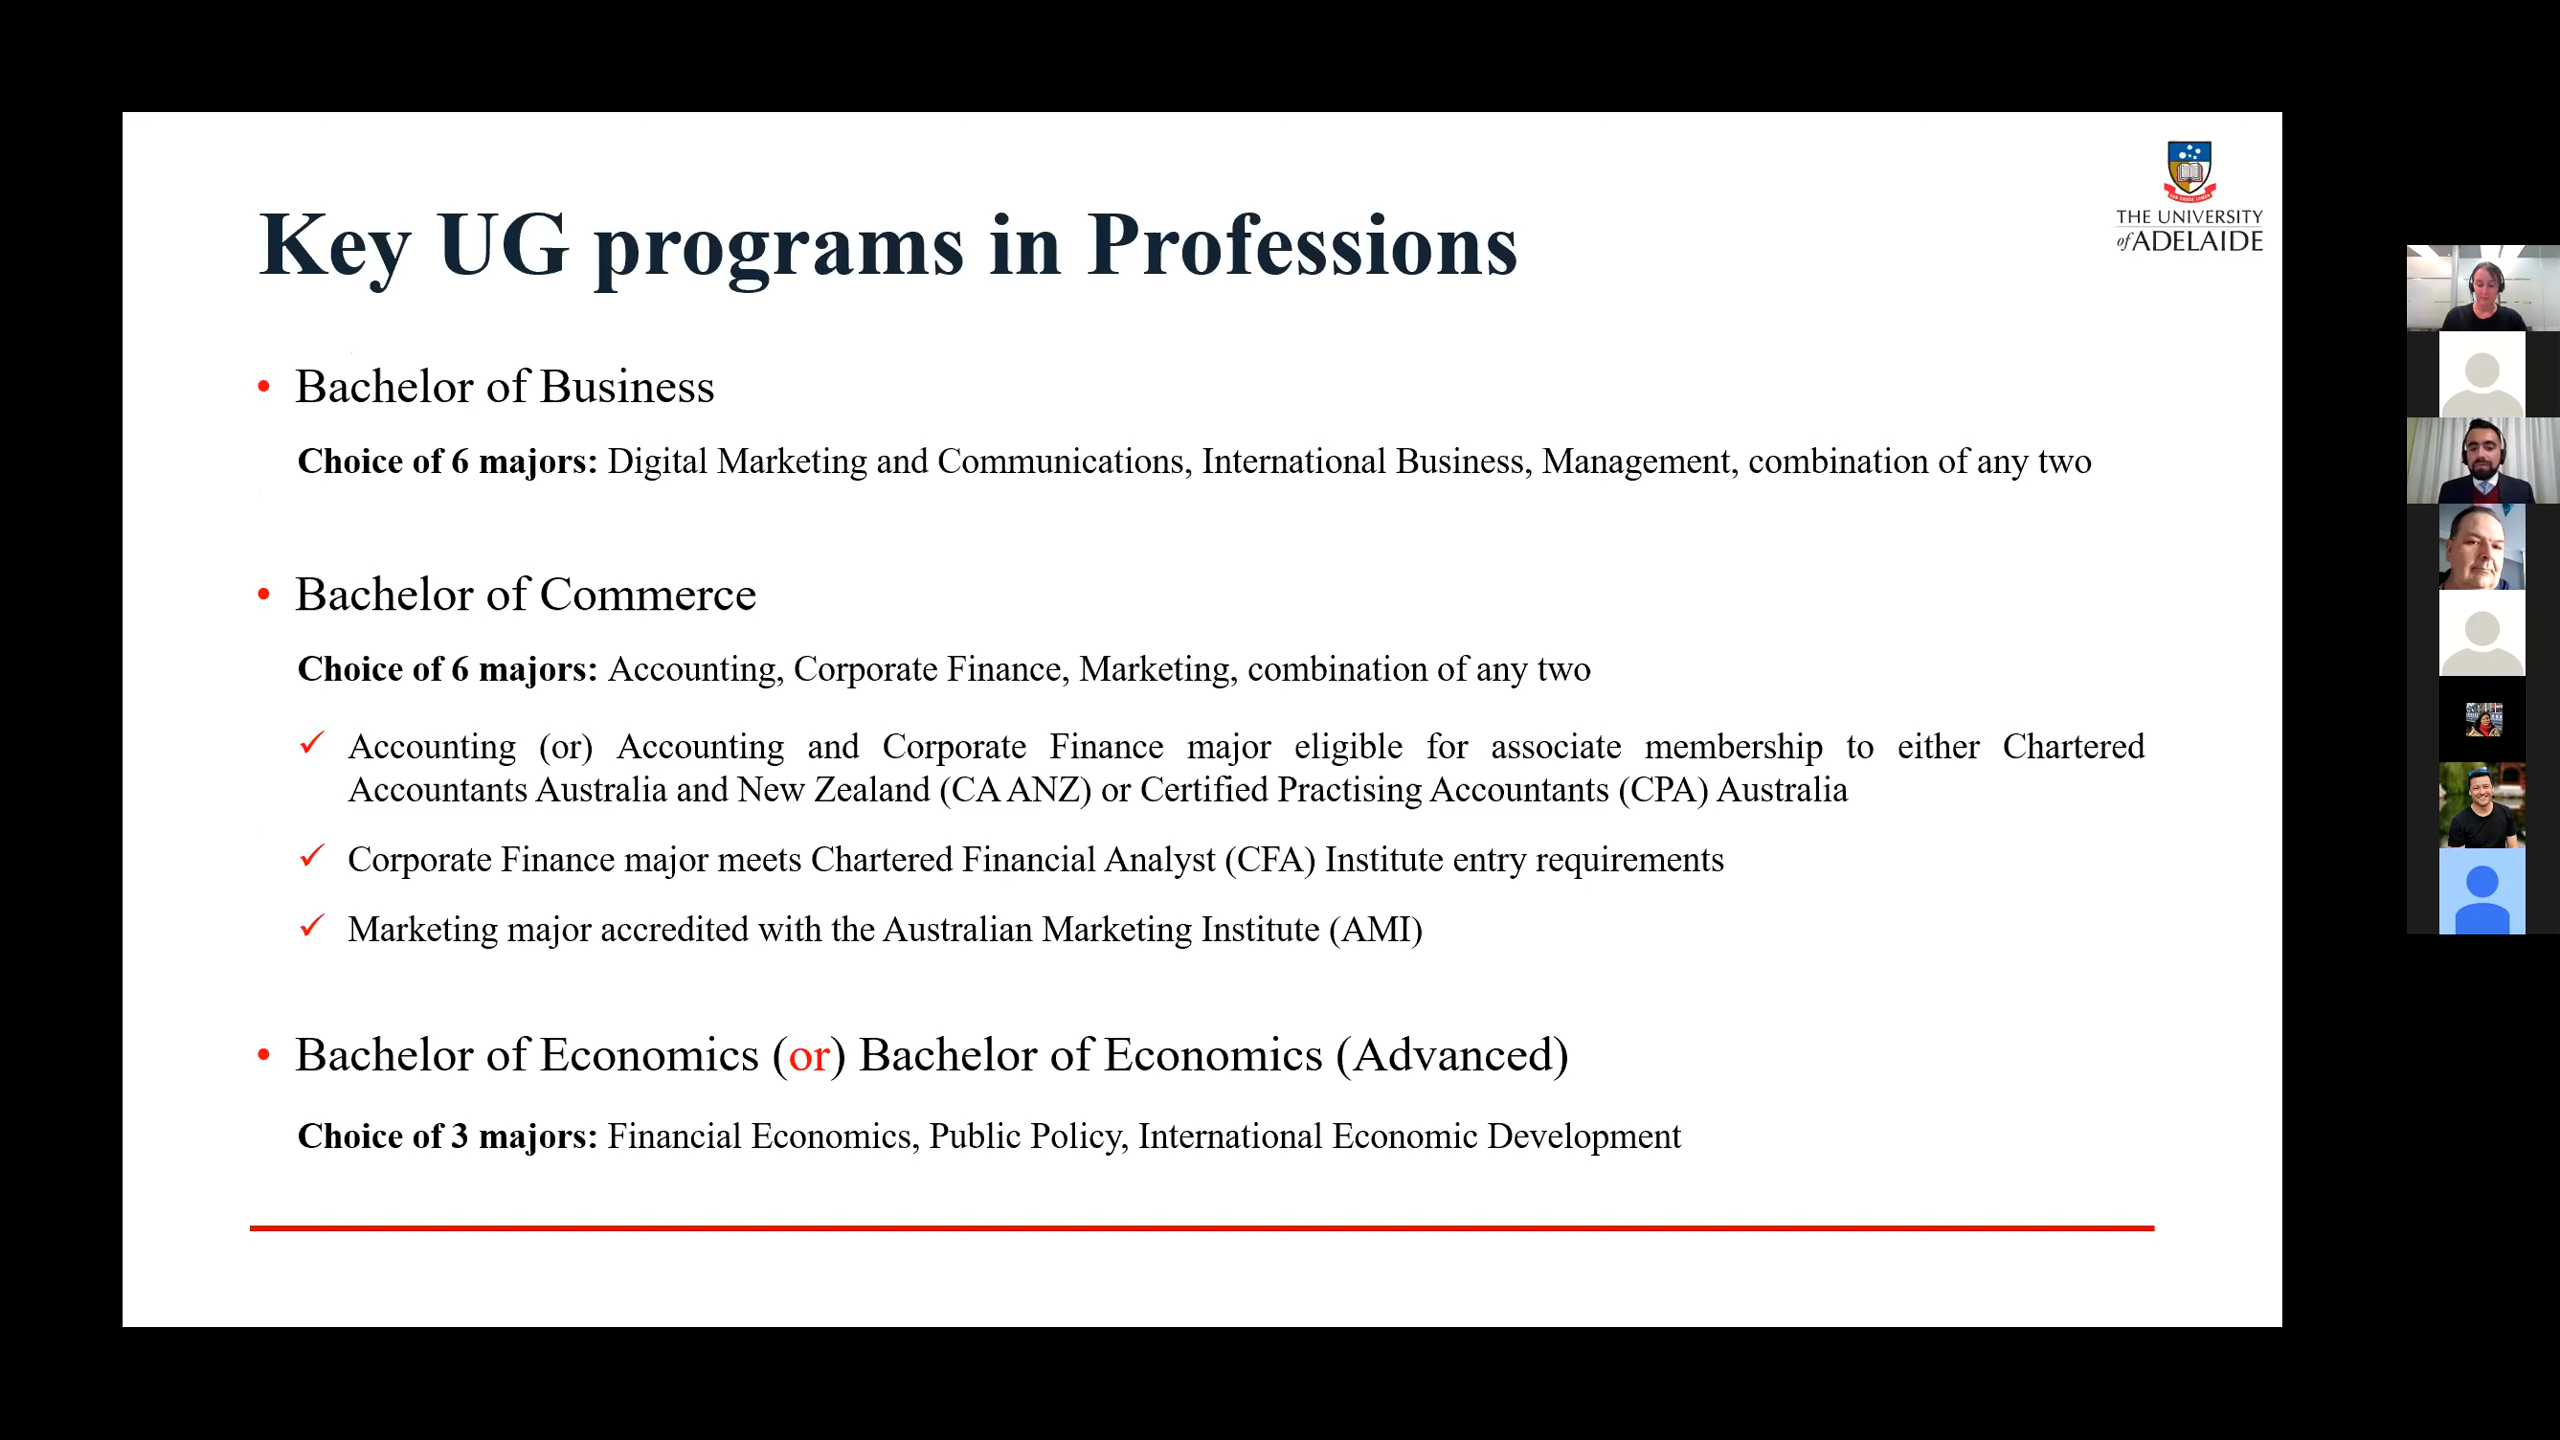 THE UNIVERSITY
of ADELAIDE
Key UG programs in Professions
• Bachelor of Business
Choice of 6 majors: Digital Marketing and Communications, International Business, Management, combination of any two
• Bachelor of Commerce
Choice of 6 majors: Accounting, Corporate Finance, Marketing, combination of any two
✓ Accounting (or) Accounting and Corporate Finance major eligible for associate membership to either Chartered
Accountants Australia and New Zealand (CA ANZ) or Certified Practising Accountants (CPA) Australia
✓ Corporate Finance major meets Chartered Financial Analyst (CFA) Institute entry requirements
✓ Marketing major accredited with the Australian Marketing Institute (AMI)
• Bachelor of Economics (or) Bachelor of Economics (Advanced)
Choice of 3 majors: Financial Economics, Public Policy, International Economic Development